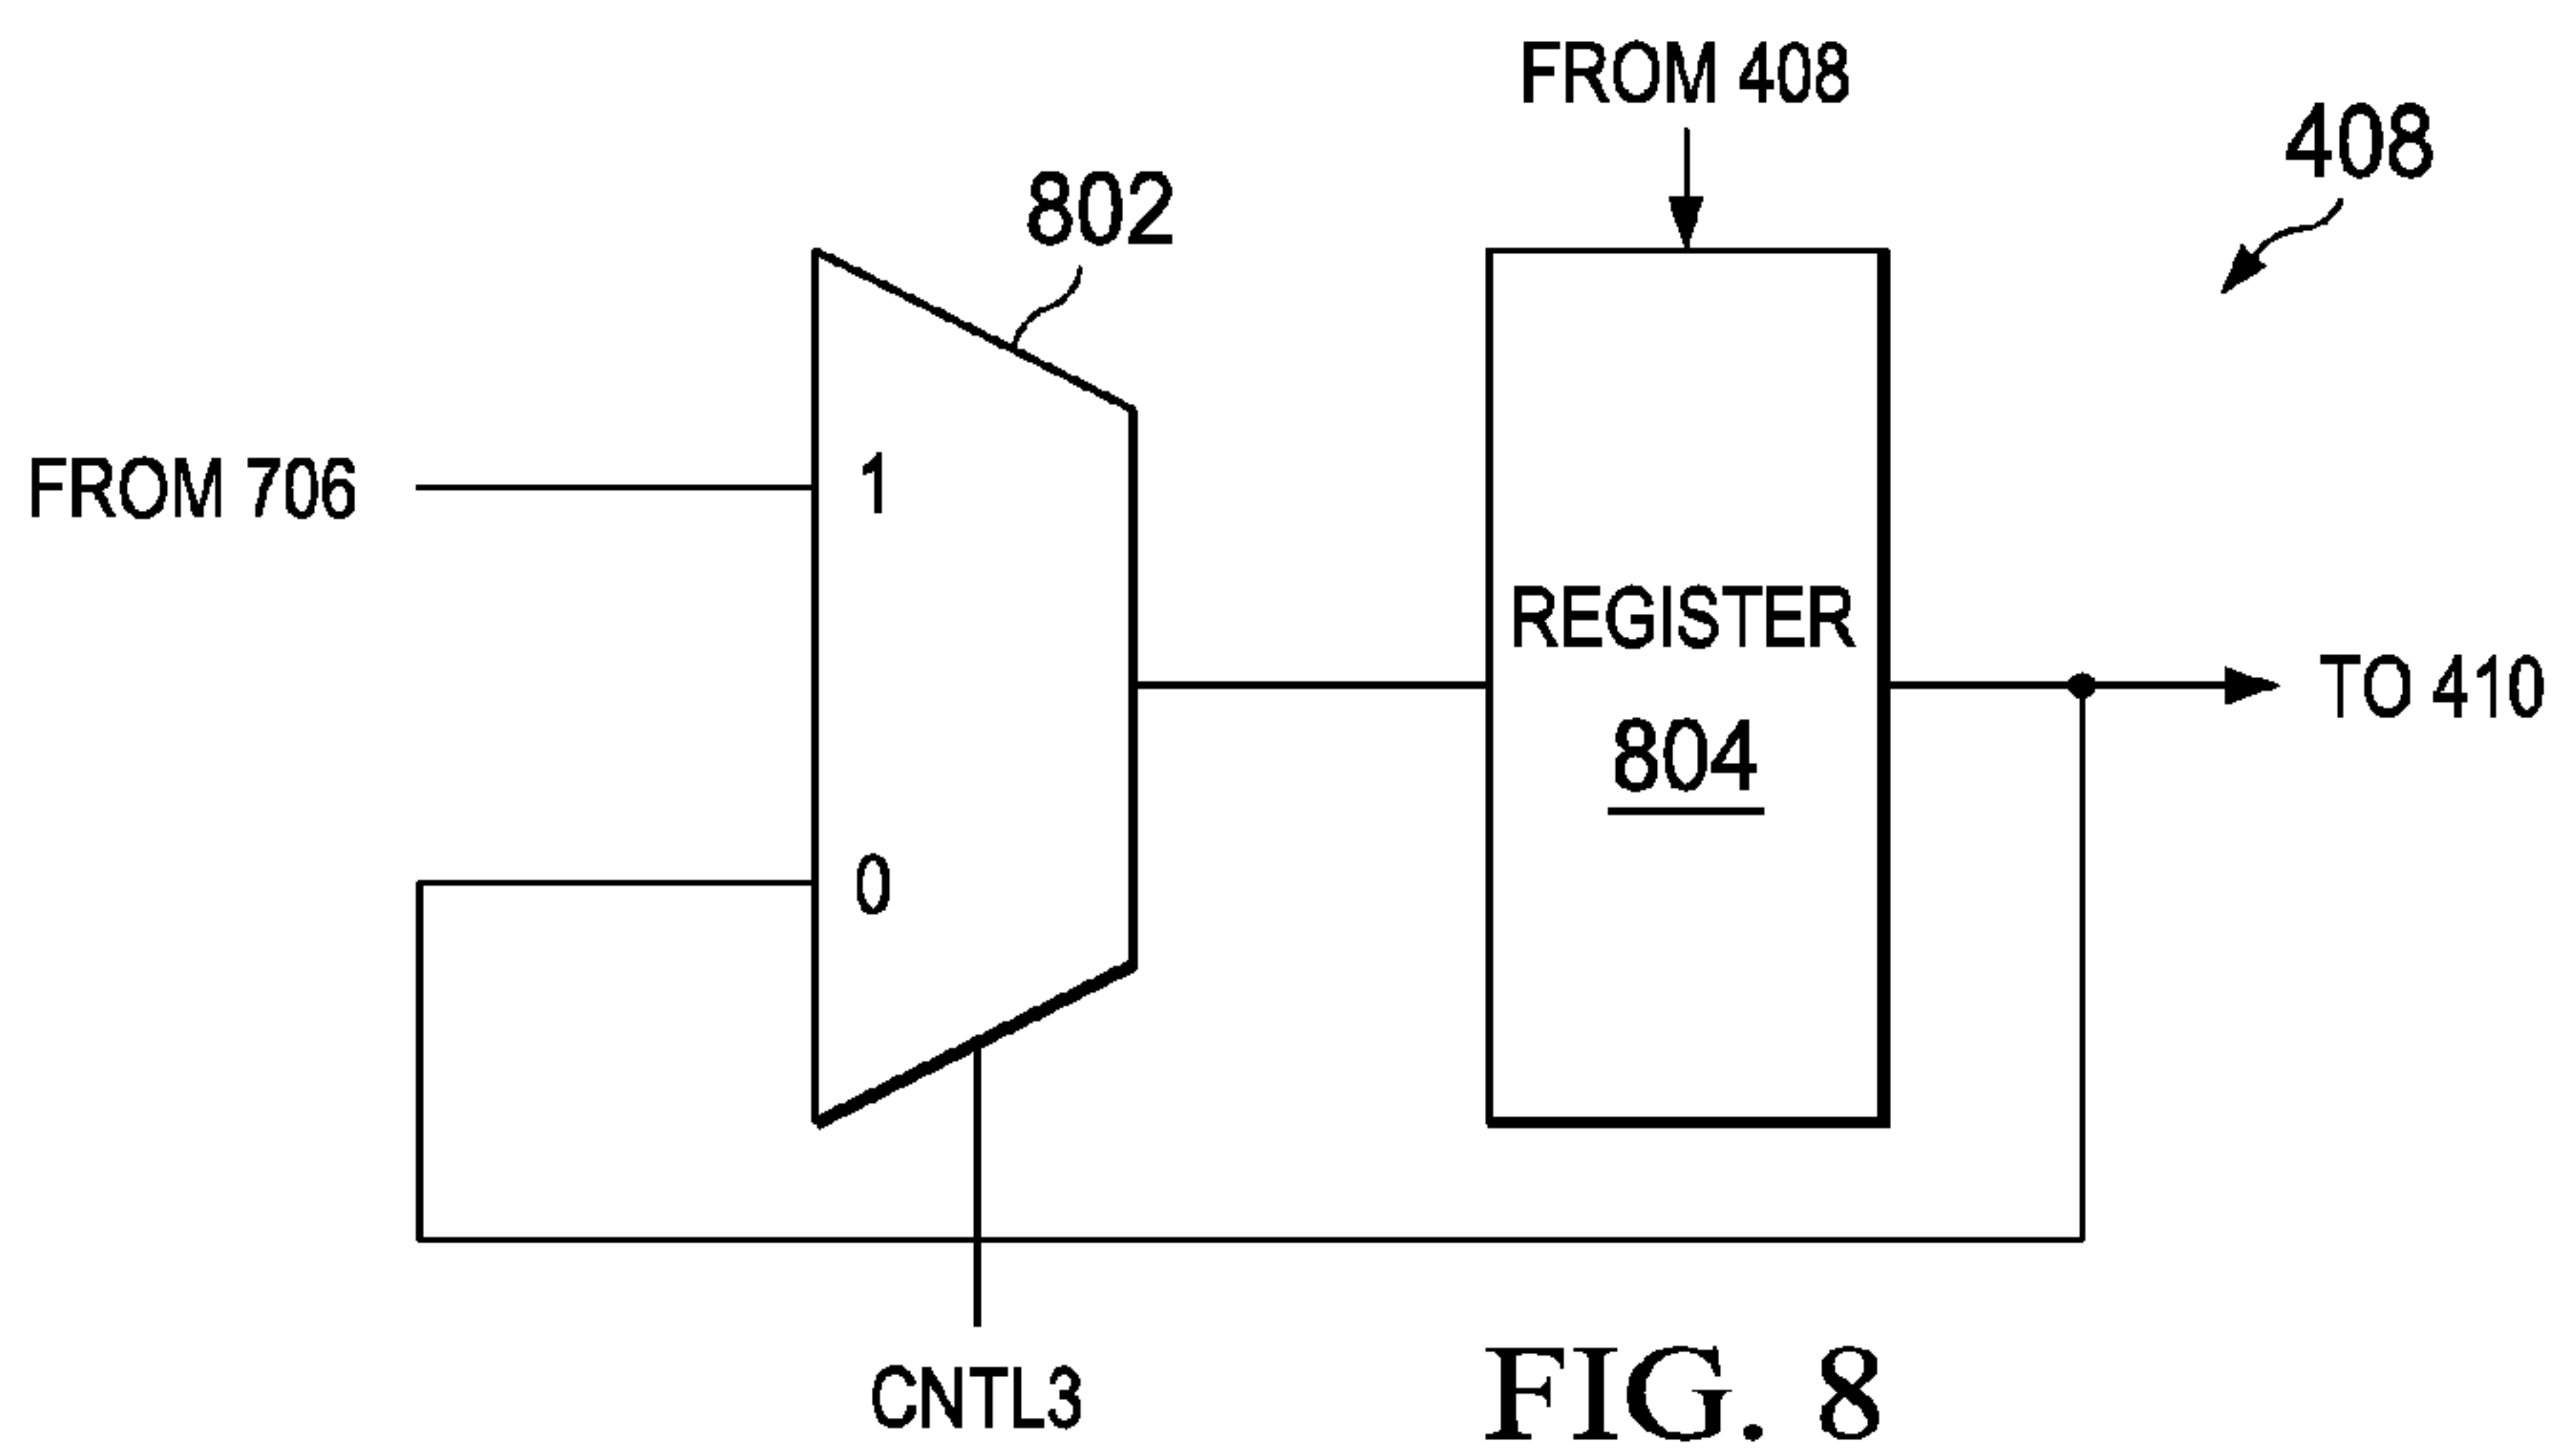 FROM 408
408
802
FROM 706
1
REGISTER
804
TO 410
0
CNTL3
FIG. 8